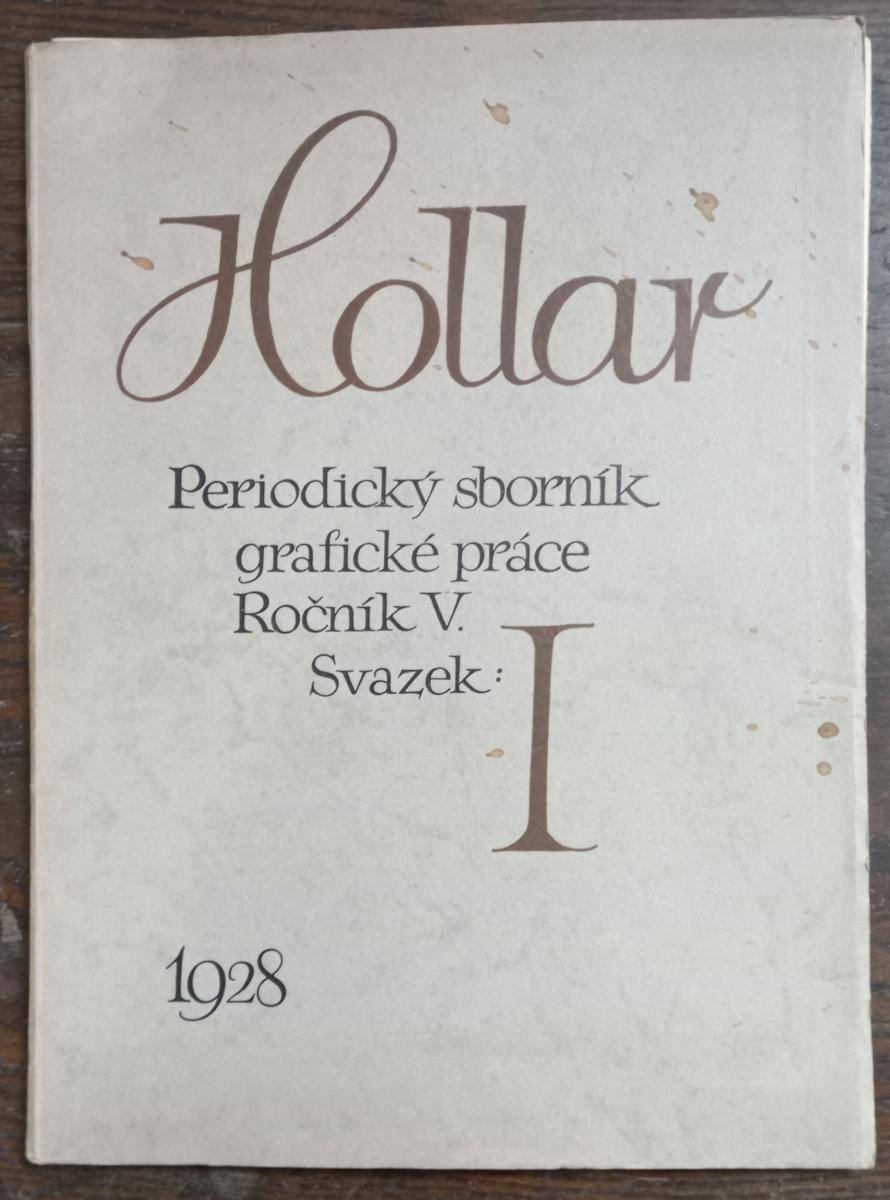 Hollar
Periodický sborník
grafické práce
Ročník V.
Svazek: I
1928